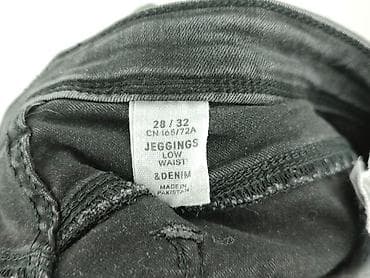 28 / 32
CN 165/72A
JEGGINGS
LOW
WAIST
&DENIM
MADE IN
PAKISTAN